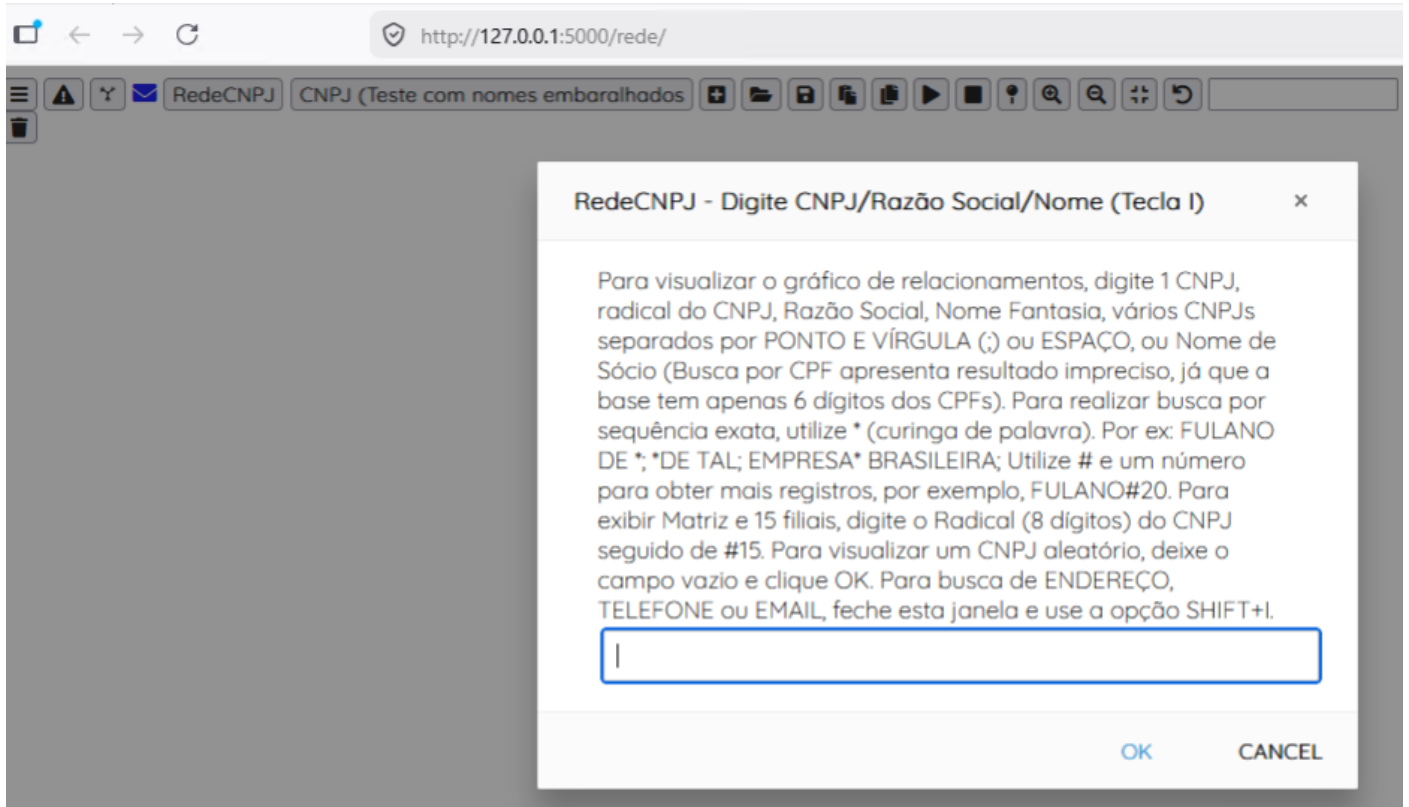 http://127.0.0.1:5000/rede/
RedeCNPJ CNPJ (Teste com nomes embaralhados
RedeCNPJ - Digite CNPJ/Razão Social/Nome (Tecla I) ×
Para visualizar o gráfico de relacionamentos, digite 1 CNPJ,
radical do CNPJ, Razão Social, Nome Fantasia, vários CNPJs
separados por PONTO E VÍRGULA (;) ou ESPAÇO, ou Nome de
Sócio (Busca por CPF apresenta resultado impreciso, já que a
base tem apenas 6 dígitos dos CPFs). Para realizar busca por
sequência exata, utilize * (curinga de palavra). Por ex: FULANO
DE *; *DE TAL; EMPRESA* BRASILEIRA; Utilize # e um número
para obter mais registros, por exemplo, FULANO#20. Para
exibir Matriz e 15 filiais, digite o Radical (8 dígitos) do CNPJ
seguido de #15. Para visualizar um CNPJ aleatório, deixe o
campo vazio e clique OK. Para busca de ENDEREÇO,
TELEFONE ou EMAIL, feche esta janela e use a opção SHIFT+I.
OK CANCEL